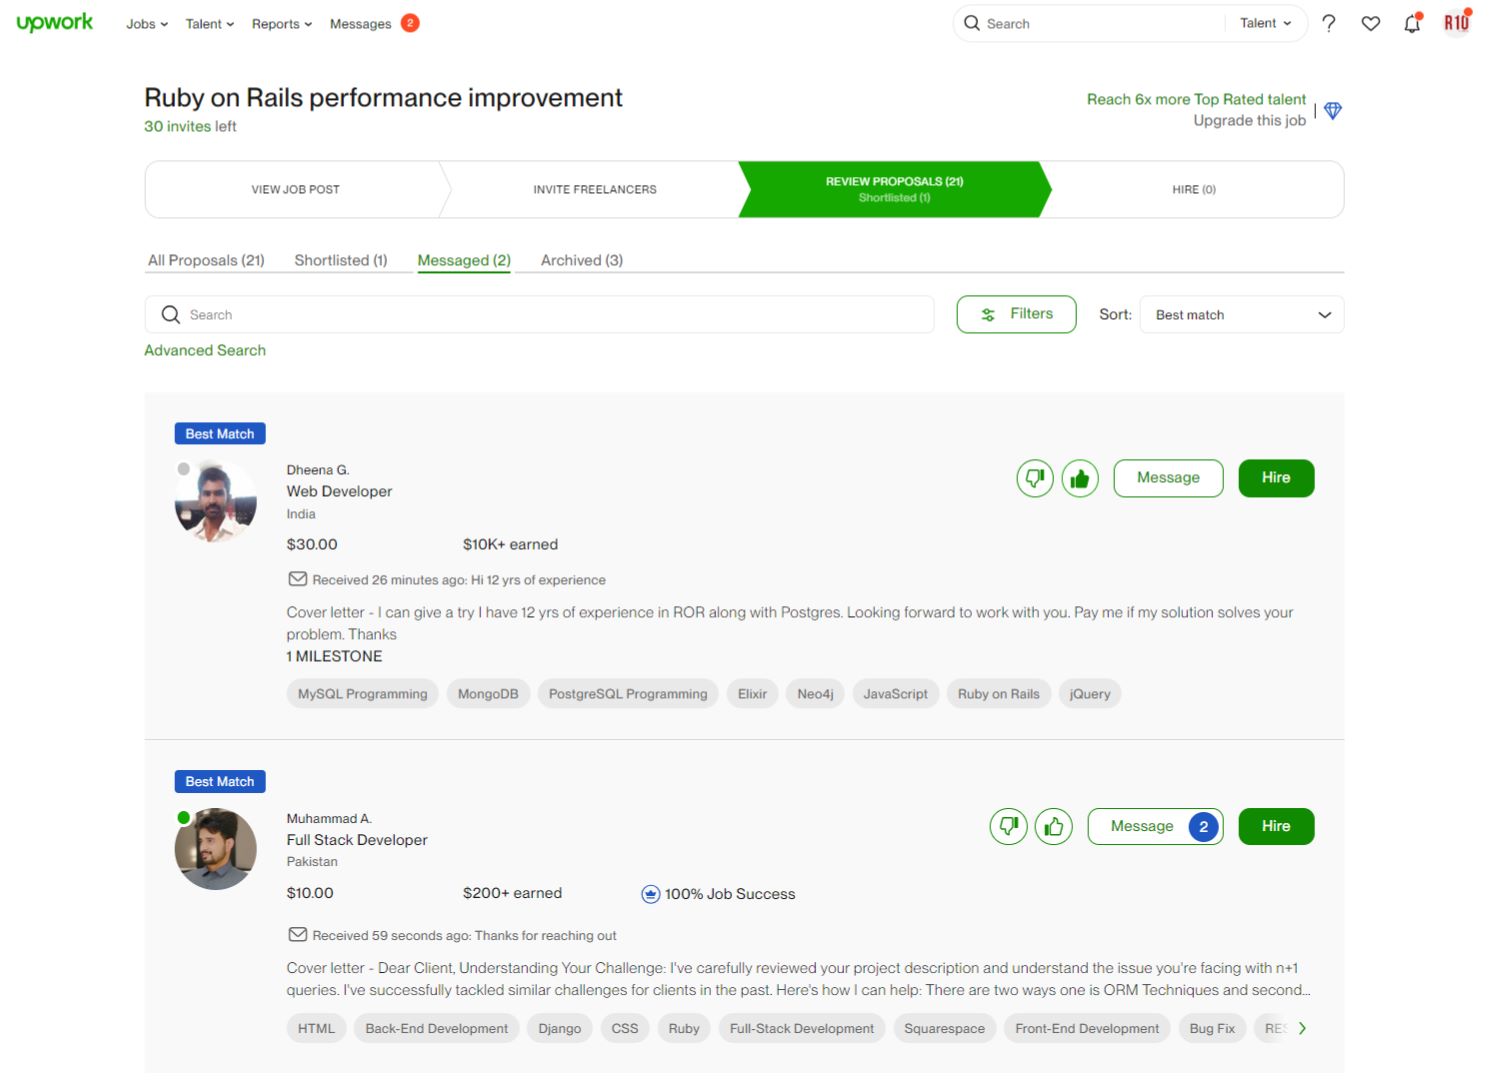 upwork Jobs Talent Reports Messages 2 Search Talent ? R10
Ruby on Rails performance improvement
30 invites left
Reach 6x more Top Rated talent
Upgrade this job
VIEW JOB POST INVITE FREELANCERS REVIEW PROPOSALS (21) HIRE (0)
Shortlisted (1)
All Proposals (21) Shortlisted (1) Messaged (2) Archived (3)
Search Filters Sort: Best match
Advanced Search
Best Match
Dheena G.
Web Developer
India
Message Hire
$30.00 $10K+ earned
Received 26 minutes ago: Hi 12 yrs of experience
Cover letter - I can give a try I have 12 yrs of experience in ROR along with Postgres. Looking forward to work with you. Pay me if my solution solves your
problem. Thanks
1 MILESTONE
MySQL Programming MongoDB PostgreSQL Programming Elixir Neo4j JavaScript Ruby on Rails jQuery
Best Match
Muhammad A.
Full Stack Developer
Pakistan
Message 2 Hire
$10.00 $200+ earned 100% Job Success
Received 59 seconds ago: Thanks for reaching out
Cover letter - Dear Client, Understanding Your Challenge: I've carefully reviewed your project description and understand the issue you're facing with n+1
queries. I've successfully tackled similar challenges for clients in the past. Here's how I can help: There are two ways one is ORM Techniques and second...
HTML Back-End Development Django CSS Ruby Full-Stack Development Squarespace Front-End Development Bug Fix